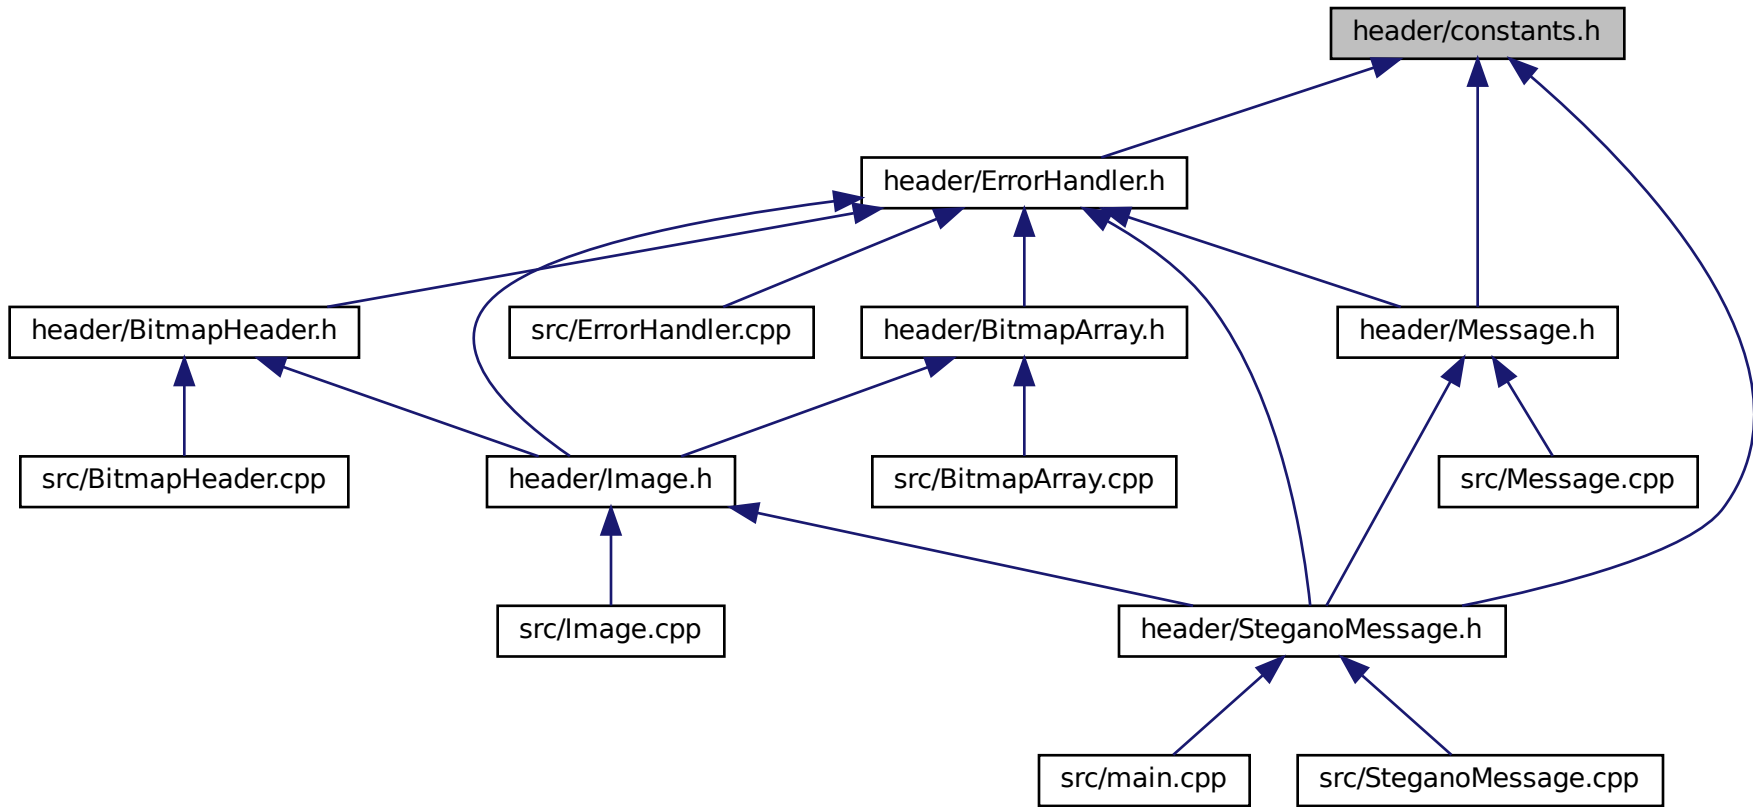 header/constants.h
header/ErrorHandler.h
header/BitmapHeader.h
src/ErrorHandler.cpp
header/BitmapArray.h
header/Message.h
src/BitmapHeader.cpp
header/Image.h
src/BitmapArray.cpp
src/Message.cpp
src/Image.cpp
header/SteganoMessage.h
src/main.cpp
src/SteganoMessage.cpp